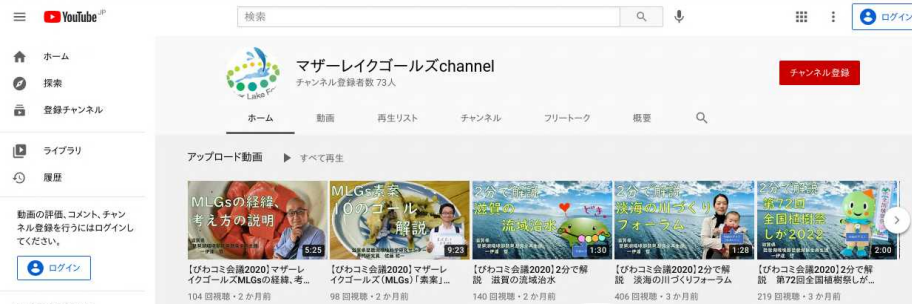 YouTube JP
検索
ログイン
ホーム
探索
登録チャンネル
ライブラリ
履歴
動画の評価、コメント、チャン
ネル登録を行うにはログインし
てください。
ログイン
Lake
マザーレイクゴールズchannel
チャンネル登録者数 73人
チャンネル登録
ホーム 動画 再生リスト チャンネル フリートーク 概要
アップロード動画 すべて再生
MLGsの経緯、
考え方の説明
5:25
【びわコミ会議2020】マザーレ
イクゴールズMLGsの経緯、考...
104 回視聴・2 か月前
MLGs素案
10のゴール
解説
9:23
【びわコミ会議2020】マザーレ
イクゴールズ(MLGs)「素案」...
98 回視聴・2 か月前
2分で解説
滋賀の
流域治水
1:30
【びわコミ会議2020】2分で解
説 滋賀の流域治水
140 回視聴・2 か月前
2分で解説
淡海の川づくり
フォーラム
1:28
【びわコミ会議2020】2分で解
説 淡海の川づくりフォーラム
406 回視聴・3 か月前
2分で解説
第72回
全国植樹祭
しが2022
2:00
【びわコミ会議2020】2分で解
説 第72回全国植樹祭しが...
219 回視聴・3 か月前